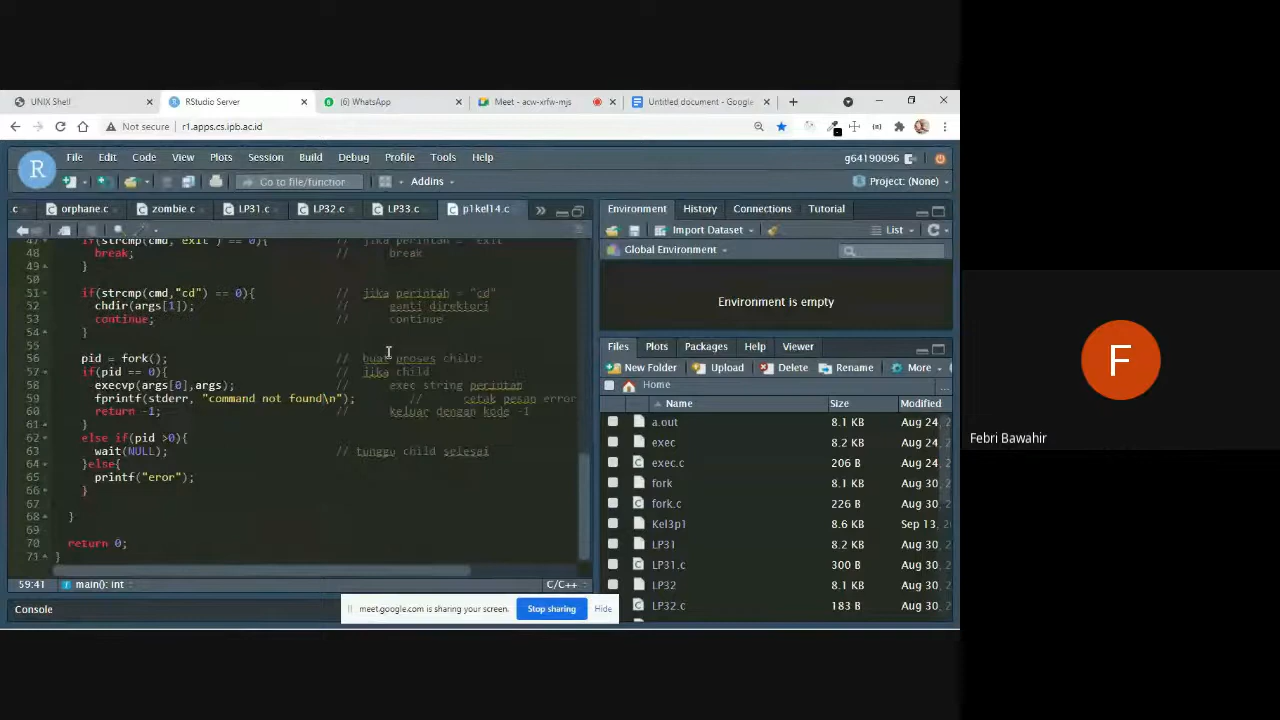 UNIX Shell
RStudio Server
(6) WhatsApp
Meet - acw-xrfw-mjs
Untitled document - Google
Not secure
r1.apps.cs.ipb.ac.id
File Edit Code View Plots Session Build Debug Profile Tools Help
g64190096
R
Go to file/function
Addins
Project: (None)
.c
orphane.c
zombie.c
LP31.c
LP32.c
LP33.c
p1kel14.c
47 if(strcmp(cmd,"exit") == 0){ // jika perintah = "exit"
48 break; // break
49 }
50
51 if(strcmp(cmd,"cd") == 0){ // jika perintah = "cd"
52 chdir(args[1]); // ganti direktori
53 continue; // continue
54 }
55
56 pid = fork(); // buat proses child:
57 if(pid == 0){ // jika child
58 execvp(args[0],args); // exec string perintah
59 fprintf(stderr, "command not found\n"); // cetak pesan error
60 return -1; // keluar dengan kode -1
61 }
62 else if(pid >0){
63 wait(NULL); // tunggu child selesai
64 }else{
65 printf("eror");
66 }
67
68 }
69
70 return 0;
71 }
59:41
main(): int
C/C++
Console
Environment History Connections Tutorial
Import Dataset
List
Global Environment
Environment is empty
Files Plots Packages Help Viewer
New Folder Upload Delete Rename More
Home
...
Name Size Modified
a.out 8.1 KB Aug 24,
exec 8.2 KB Aug 24,
exec.c 206 B Aug 24,
fork 8.1 KB Aug 30,
fork.c 226 B Aug 30,
Kel3p1 8.6 KB Sep 13,
LP31 8.2 KB Aug 30,
LP31.c 300 B Aug 30,
LP32 8.1 KB Aug 30,
LP32.c 183 B Aug 30,
meet.google.com is sharing your screen.
Stop sharing
Hide
F
Febri Bawahir